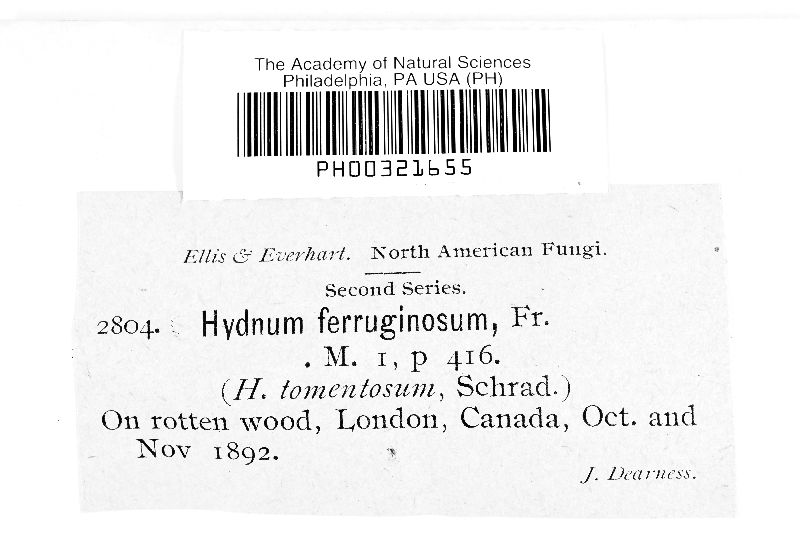 The Academy of Natural Sciences
Philadelphia, PA USA (PH)
PH00321655
Ellis & Everhart. North American Fungi.
Second Series.
2804. Hydnum ferruginosum, Fr.
. M. 1, p 416.
(H. tomentosum, Schrad.)
On rotten wood, London, Canada, Oct. and
Nov 1892.
J. Dearness.